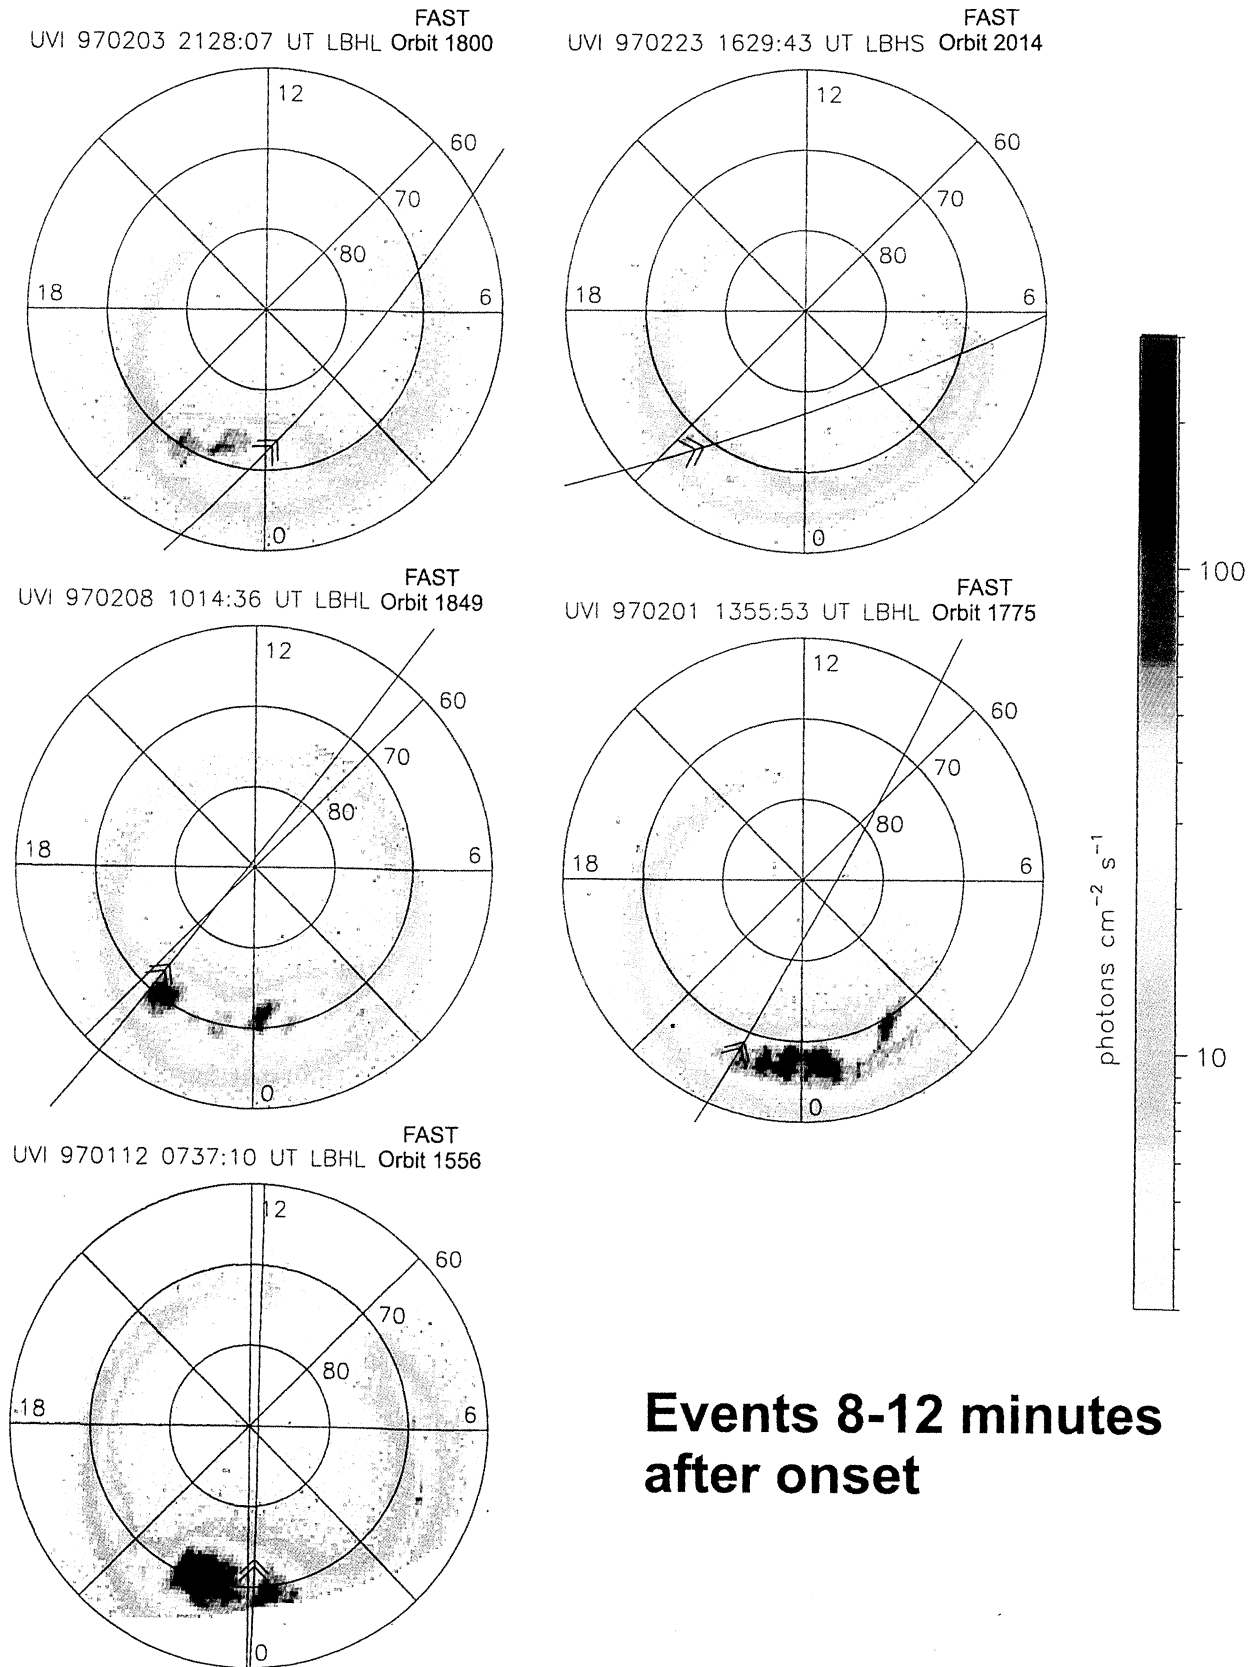 FAST
UVI 970203 2128:07 UT LBHL Orbit 1800
12
60
70
80
18
6
0
FAST
UVI 970223 1629:43 UT LBHS Orbit 2014
12
60
70
80
18
6
0
FAST
UVI 970208 1014:36 UT LBHL Orbit 1849
12
60
70
80
18
6
0
FAST
UVI 970201 1355:53 UT LBHL Orbit 1775
12
60
70
80
18
6
0
FAST
UVI 970112 0737:10 UT LBHL Orbit 1556
12
60
70
80
18
6
0
100
10
photons cm⁻² s⁻¹
Events 8-12 minutes
after onset